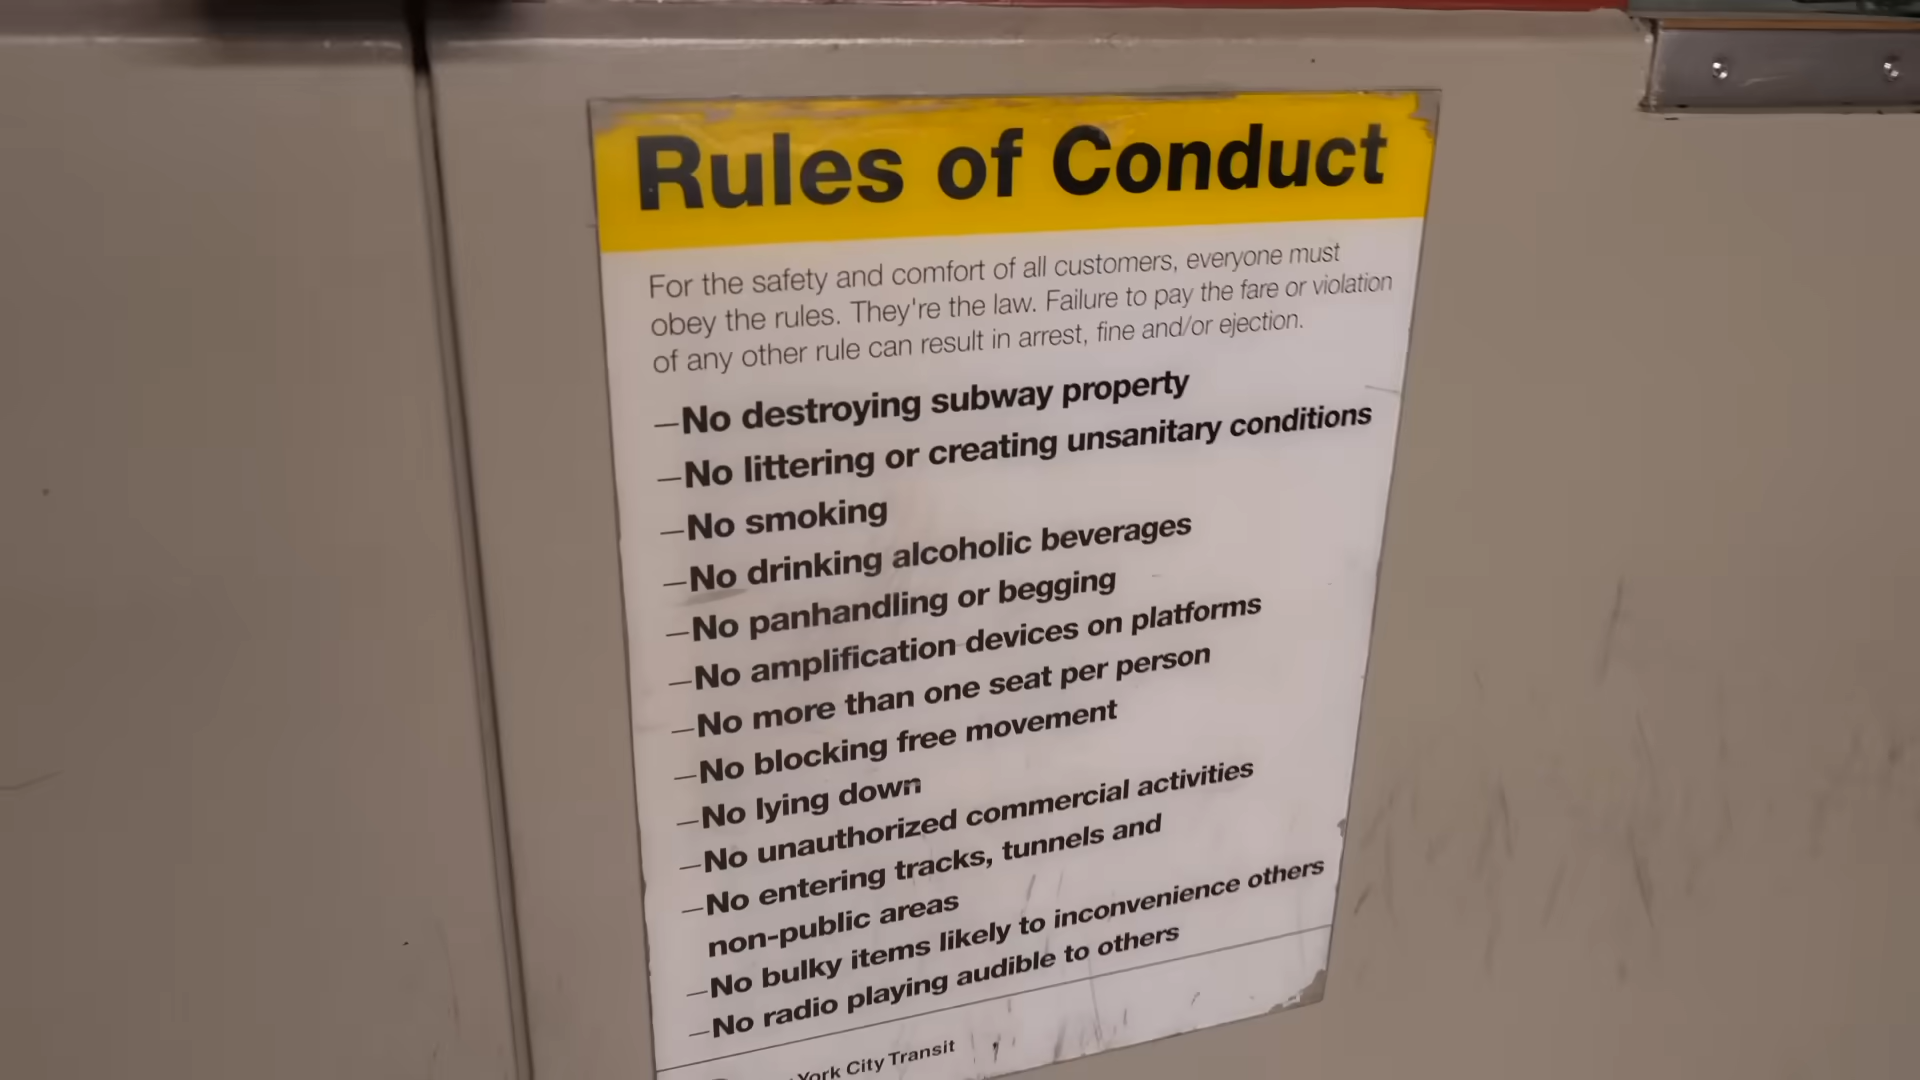 Rules of Conduct
For the safety and comfort of all customers, everyone must
obey the rules. They're the law. Failure to pay the fare or violation
of any other rule can result in arrest, fine and/or ejection.
—No destroying subway property
—No littering or creating unsanitary conditions
—No smoking
—No drinking alcoholic beverages
—No panhandling or begging
—No amplification devices on platforms
—No more than one seat per person
—No blocking free movement
—No lying down
—No unauthorized commercial activities
—No entering tracks, tunnels and
non-public areas
—No bulky items likely to inconvenience others
—No radio playing audible to others
York City Transit